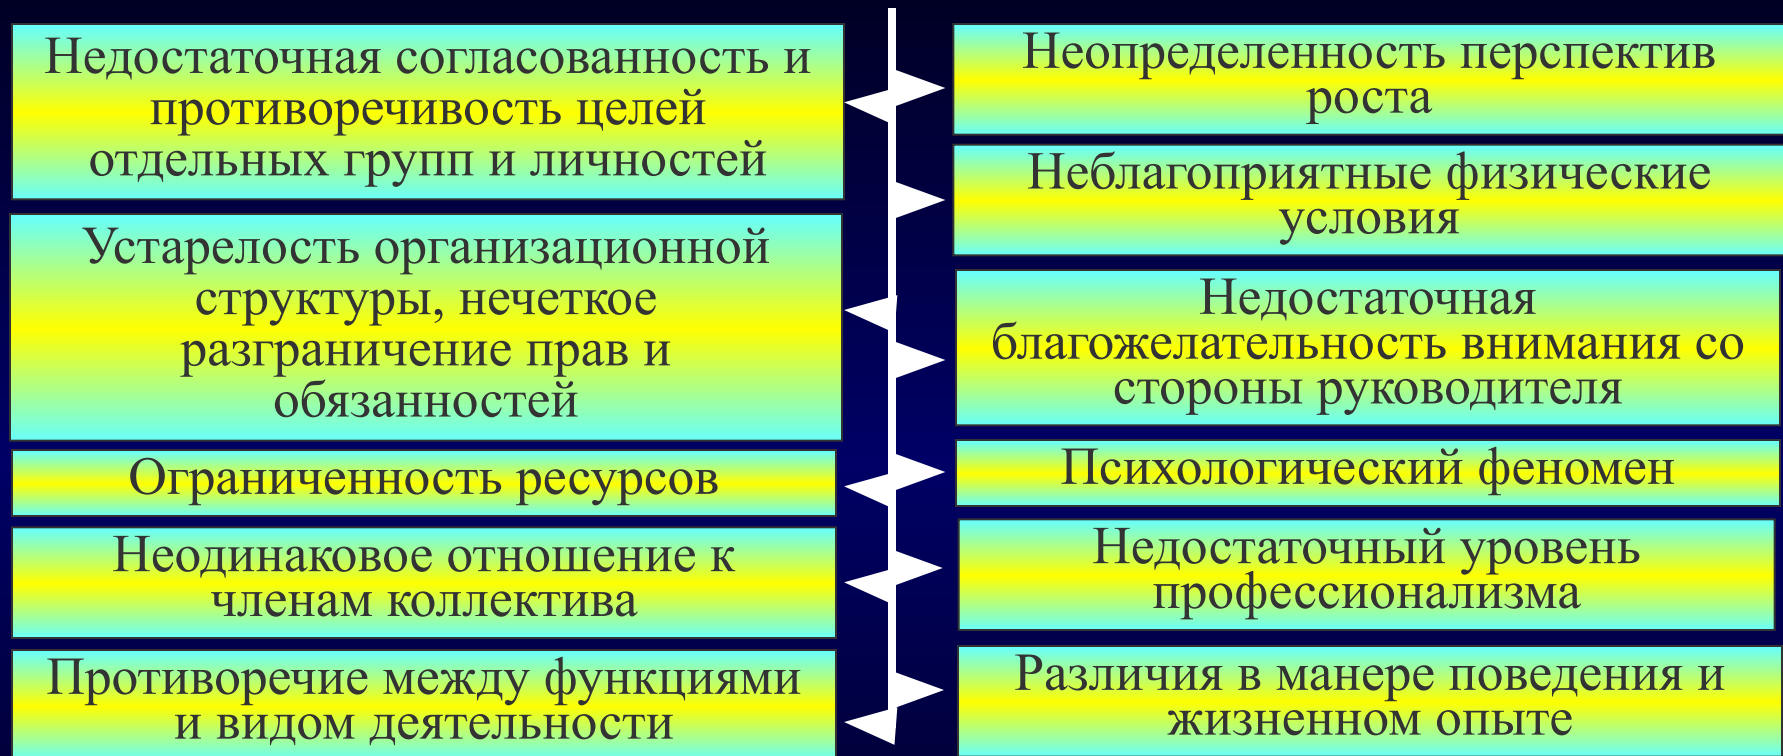 Недостаточная согласованность и
противоречивость целей
отдельных групп и личностей
Устарелость организационной
структуры, нечеткое
разграничение прав и
обязанностей
Ограниченность ресурсов
Неодинаковое отношение к
членам коллектива
Противоречие между функциями
и видом деятельности
Неопределенность перспектив
роста
Неблагоприятные физические
условия
Недостаточная
благожелательность внимания со
стороны руководителя
Психологический феномен
Недостаточный уровень
профессионализма
Различия в манере поведения и
жизненном опыте